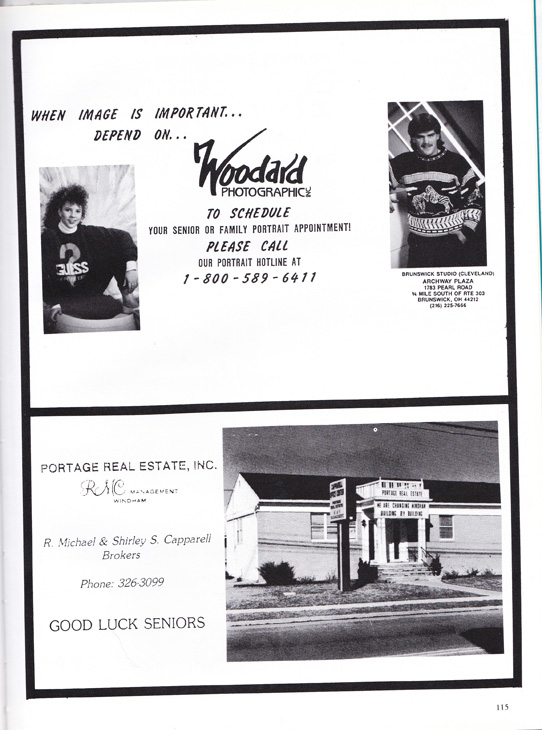 WHEN IMAGE IS IMPORTANT...
DEPEND ON...
Woodard
PHOTOGRAPHIC INC.
TO SCHEDULE
YOUR SENIOR OR FAMILY PORTRAIT APPOINTMENT!
PLEASE CALL
OUR PORTRAIT HOTLINE AT
1-800-589-6411
?
GUESS
BRUNSWICK STUDIO (CLEVELAND)
ARCHWAY PLAZA
1783 PEARL ROAD
¾ MILE SOUTH OF RTE 303
BRUNSWICK, OH 44212
(216) 225-7656
PORTAGE REAL ESTATE, INC.
RMC MANAGEMENT
WINDHAM
R. Michael & Shirley S. Capparell
Brokers
Phone: 326-3099
GOOD LUCK SENIORS
PORTAGE REAL ESTATE
WE ARE CHANGING WINDHAM
BUILDING BY BUILDING
115